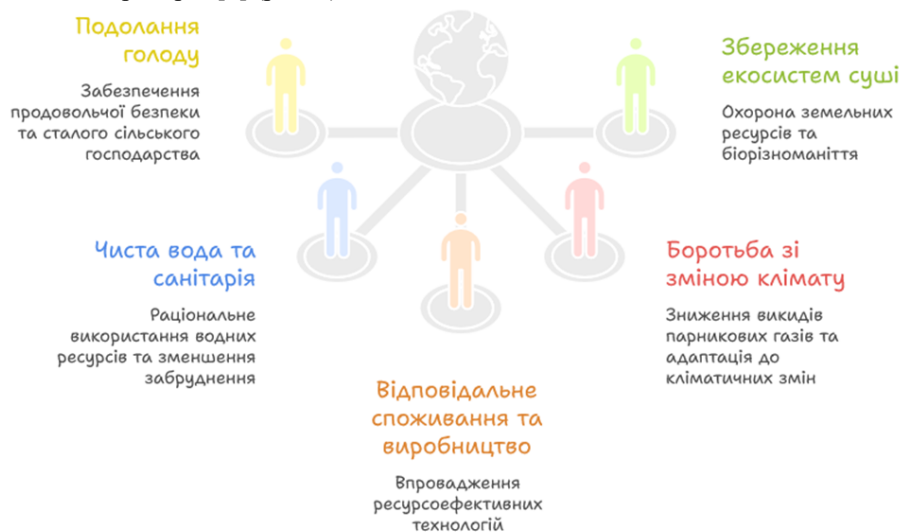 Подолання
голоду
Забезпечення
продовольчої безпеки
та сталого сільського
господарства
Збереження
екосистем суші
Охорона земельних
ресурсів та
біорізноманіття
Чиста вода та
санітарія
Раціональне
використання водних
ресурсів та зменшення
забруднення
Боротьба зі
зміною клімату
Зниження викидів
парникових газів та
адаптація до
кліматичних змін
Відповідальне
споживання та
виробництво
Впровадження
ресурсоефективних
технологій